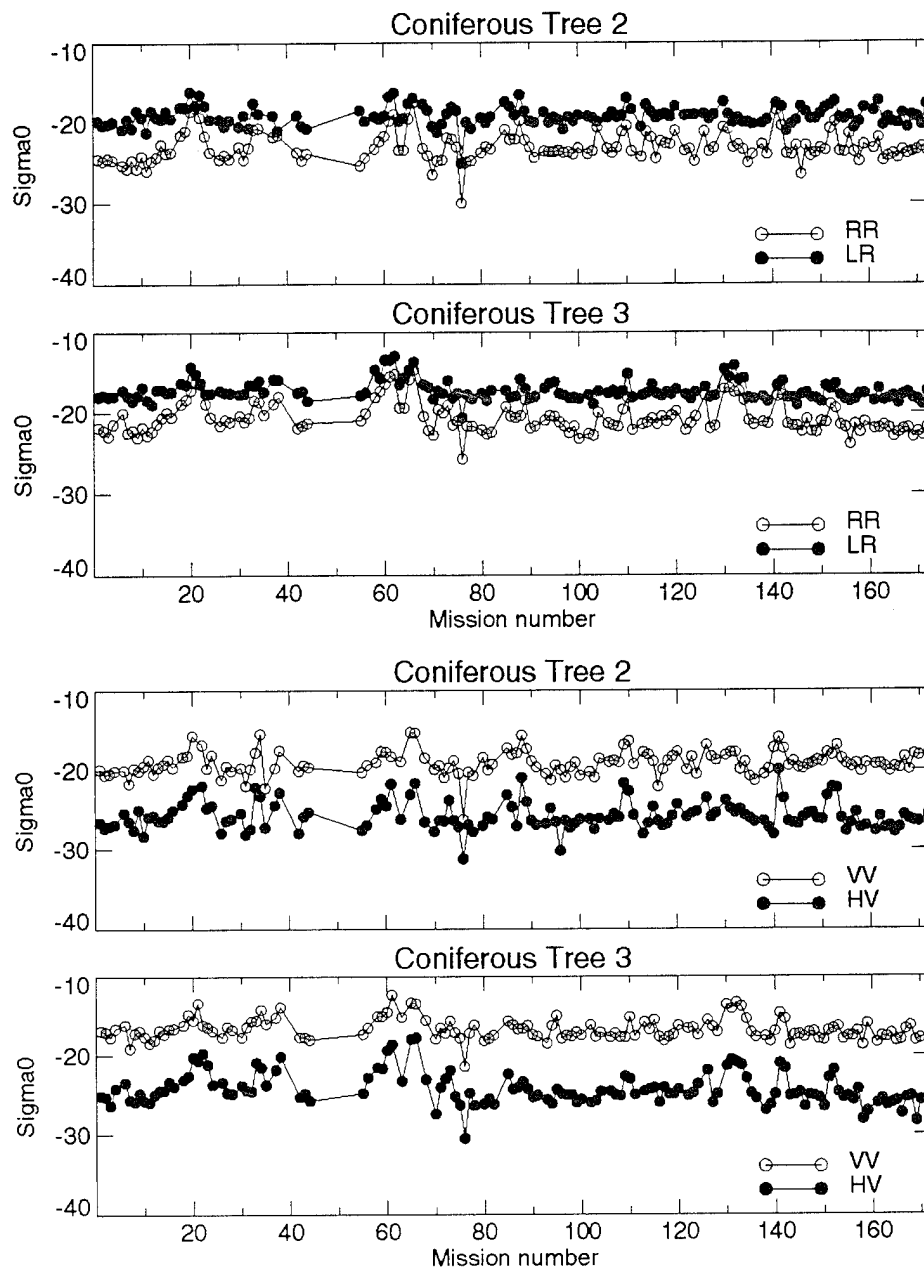 Coniferous Tree 2
-10
-20
-30
-40
Sigma0
RR
LR
Coniferous Tree 3
-10
-20
-30
-40
Sigma0
RR
LR
20 40 60 80 100 120 140 160
Mission number
Coniferous Tree 2
-10
-20
-30
-40
Sigma0
VV
HV
Coniferous Tree 3
-10
-20
-30
-40
Sigma0
VV
HV
20 40 60 80 100 120 140 160
Mission number